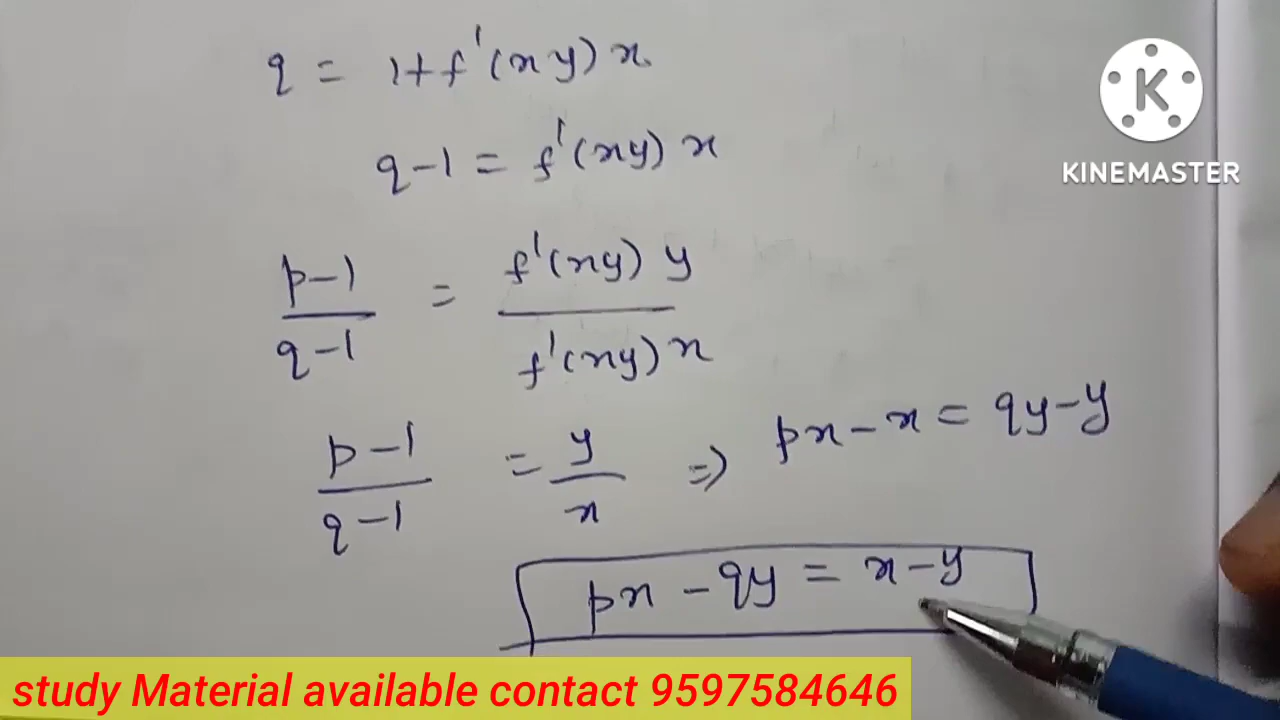 q = 1+f'(xy) x.
K
KINEMASTER
q-1 = f'(xy) x
p-1/q-1 = f'(xy) y/f'(xy) x
p-1/q-1 = y/x ⇒ px-x = qy-y
px - qy = x-y
study Material available contact 9597584646